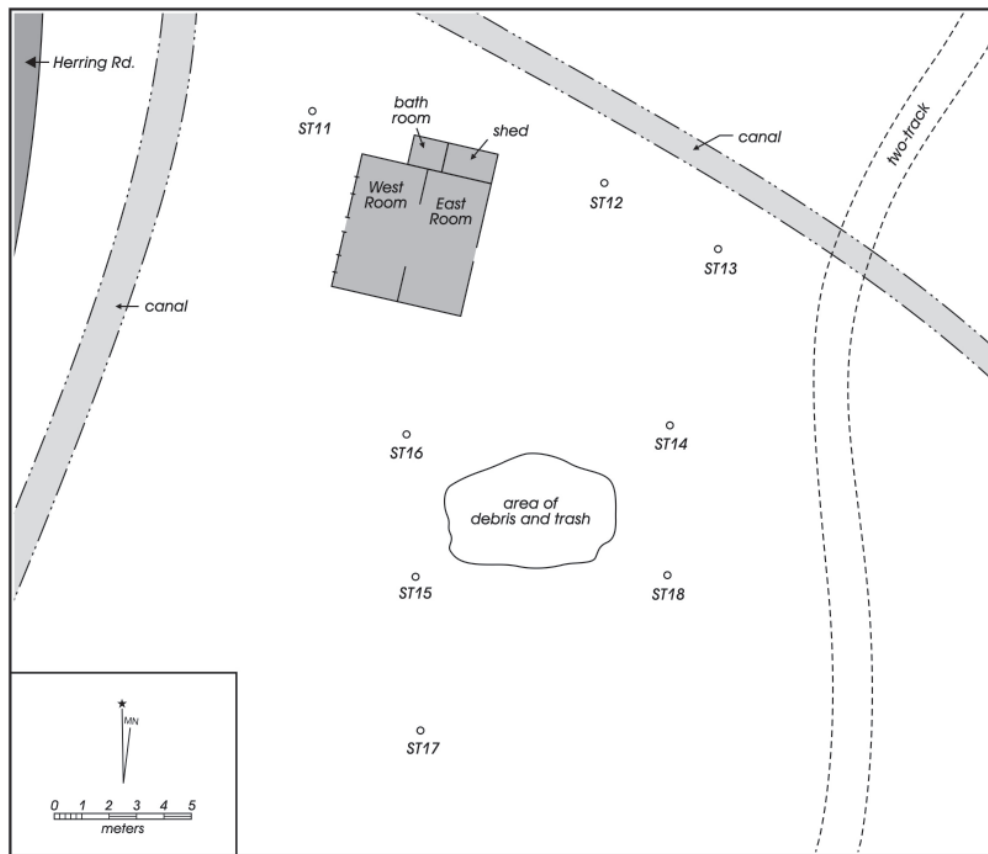 Herring Rd.
ST11
bath
room
shed
canal
two-track
West
Room
East
Room
ST12
ST13
canal
ST16
ST14
area of
debris and trash
ST15
ST18
ST17
MN
0 1 2 3 4 5
meters